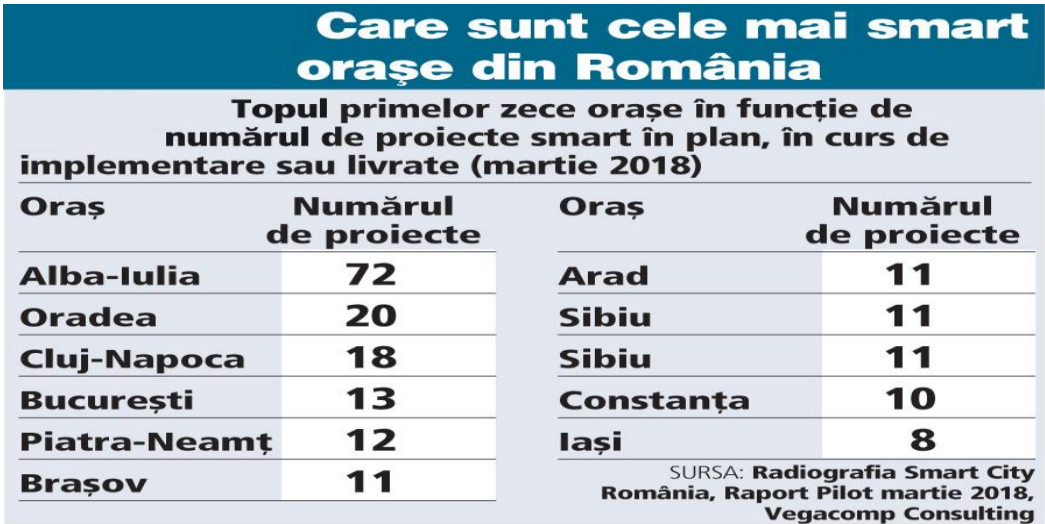 Care sunt cele mai smart
orașe din România
Topul primelor zece orașe în funcție de
numărul de proiecte smart în plan, în curs de
implementare sau livrate (martie 2018)
Oraș Numărul de proiecte
Alba-Iulia 72
Oradea 20
Cluj-Napoca 18
București 13
Piatra-Neamț 12
Brașov 11
Oraș Numărul de proiecte
Arad 11
Sibiu 11
Sibiu 11
Constanța 10
Iași 8
SURSA: Radiografia Smart City
România, Raport Pilot martie 2018,
Vegacomp Consulting